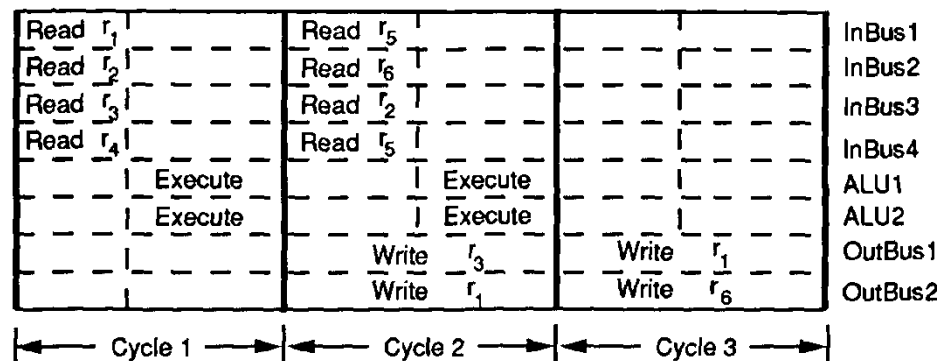 Read r₁ Read r₅ InBus1
Read r₂ Read r₆ InBus2
Read r₃ Read r₂ InBus3
Read r₄ Read r₅ InBus4
Execute Execute ALU1
Execute Execute ALU2
Write r₃ Write r₁ OutBus1
Write r₁ Write r₆ OutBus2
Cycle 1 Cycle 2 Cycle 3